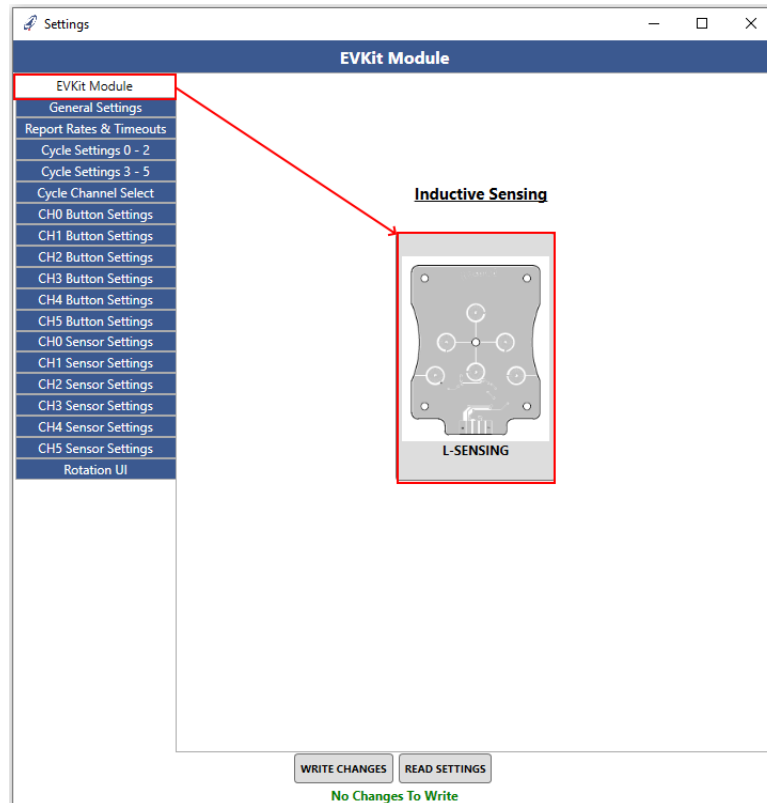 Settings
EVKit Module
EVKit Module
General Settings
Report Rates & Timeouts
Cycle Settings 0 - 2
Cycle Settings 3 - 5
Cycle Channel Select
CH0 Button Settings
CH1 Button Settings
CH2 Button Settings
CH3 Button Settings
CH4 Button Settings
CH5 Button Settings
CH0 Sensor Settings
CH1 Sensor Settings
CH2 Sensor Settings
CH3 Sensor Settings
CH4 Sensor Settings
CH5 Sensor Settings
Rotation UI
Inductive Sensing
L-SENSING
WRITE CHANGES
READ SETTINGS
No Changes To Write